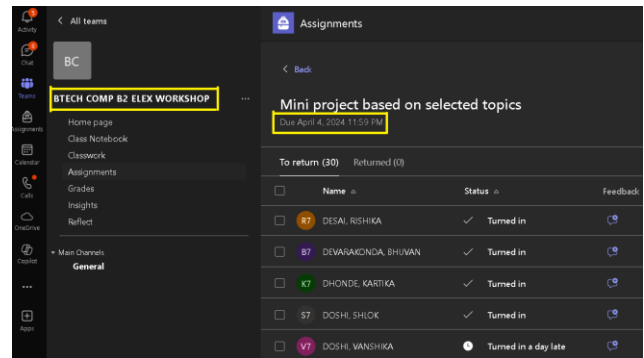 Activity
Chat
Teams
Assignments
Calendar
Calls
OneDrive
Copilot
...
Apps
< All teams
BC
BTECH COMP B2 ELEX WORKSHOP ...
Home page
Class Notebook
Classwork
Assignments
Grades
Insights
Reflect
Main Channels
General
Assignments
< Back
Mini project based on selected topics
Due April 4, 2024 11:59 PM
To return (30) Returned (0)
Name Status Feedback
R7 DESAI, RISHIKA Turned in
B7 DEVARAKONDA, BHUVAN Turned in
K7 DHONDE, KARTIKA Turned in
S7 DOSHI, SHLOK Turned in
V7 DOSHI, VANSHIKA Turned in a day late